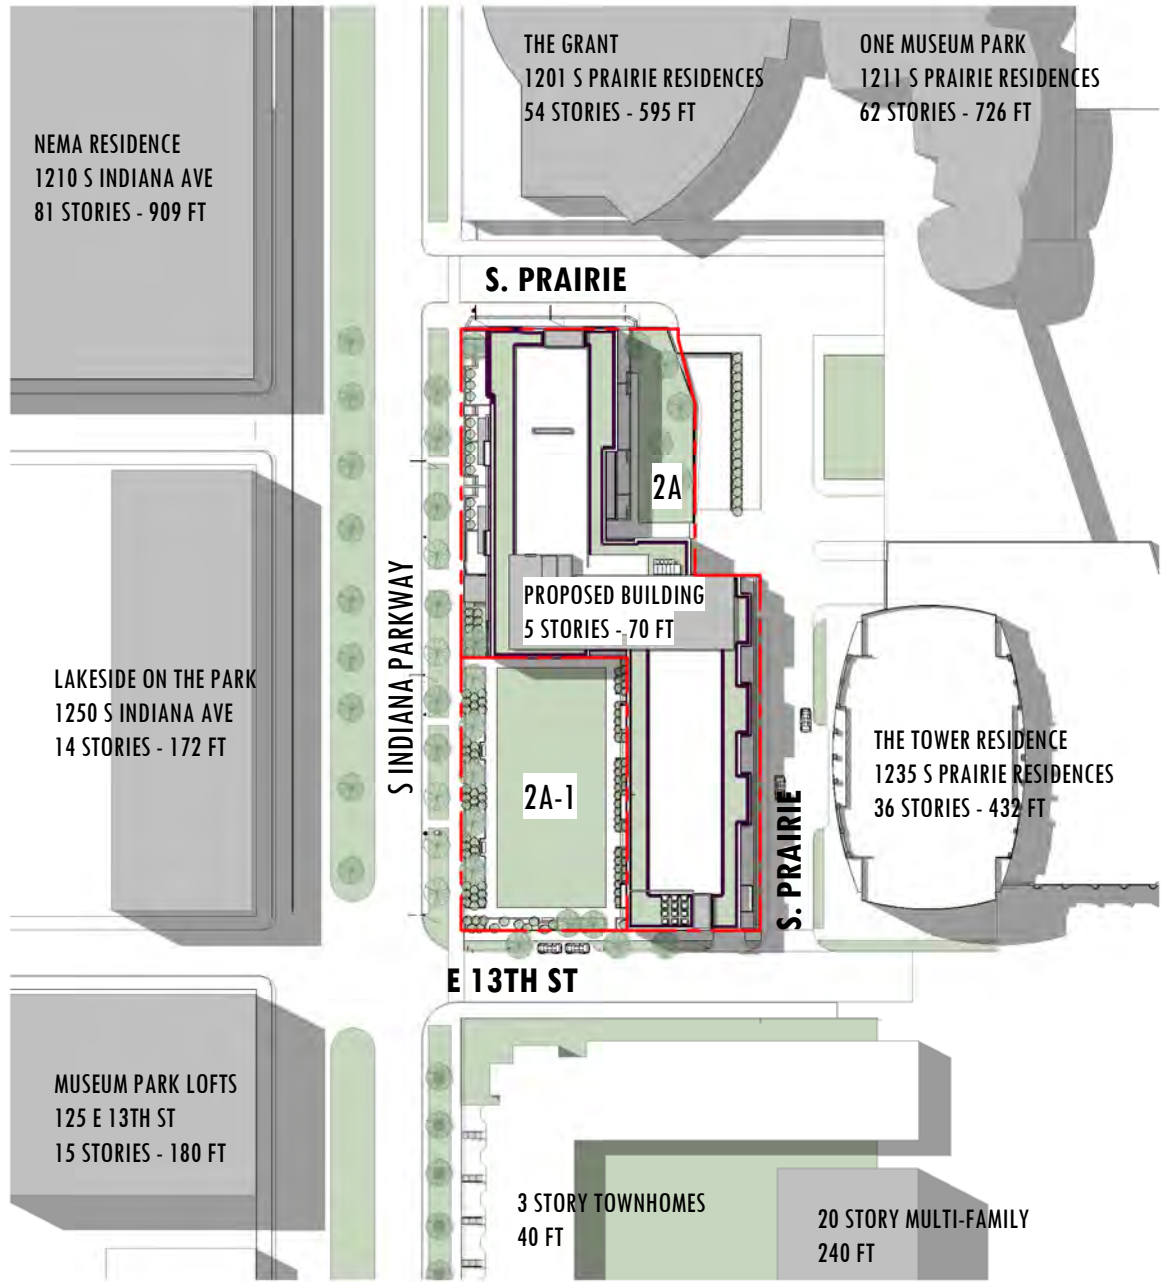 THE GRANT
1201 S PRAIRIE RESIDENCES
54 STORIES - 595 FT
ONE MUSEUM PARK
1211 S PRAIRIE RESIDENCES
62 STORIES - 726 FT
NEMA RESIDENCE
1210 S INDIANA AVE
81 STORIES - 909 FT
S. PRAIRIE
2A
S INDIANA PARKWAY
PROPOSED BUILDING
5 STORIES - 70 FT
LAKESIDE ON THE PARK
1250 S INDIANA AVE
14 STORIES - 172 FT
2A-1
S. PRAIRIE
THE TOWER RESIDENCE
1235 S PRAIRIE RESIDENCES
36 STORIES - 432 FT
E 13TH ST
MUSEUM PARK LOFTS
125 E 13TH ST
15 STORIES - 180 FT
3 STORY TOWNHOMES
40 FT
20 STORY MULTI-FAMILY
240 FT